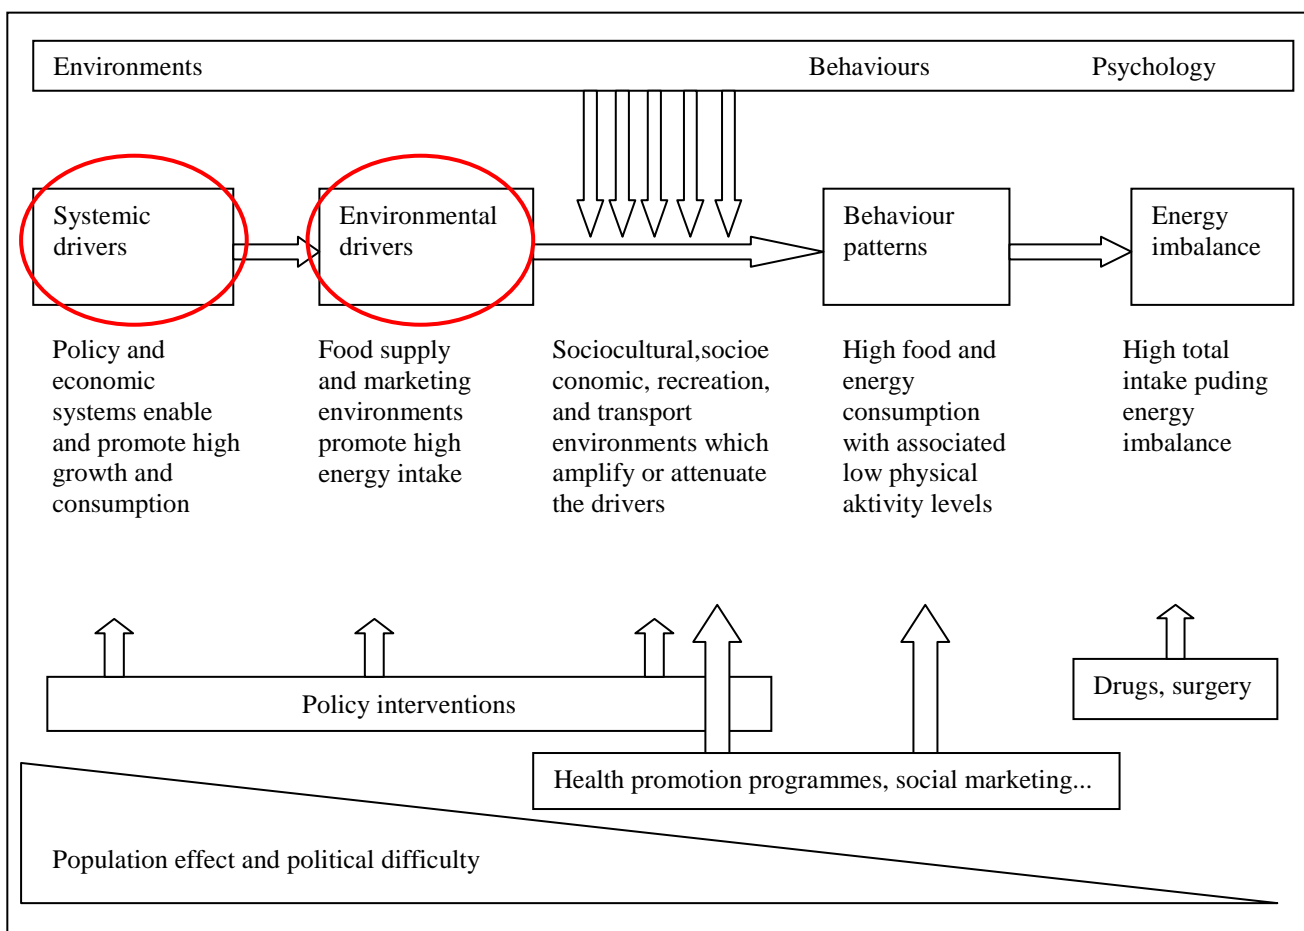 Environments
Behaviours
Psychology
Systemic
drivers
Environmental
drivers
Behaviour
patterns
Energy
imbalance
Policy and
economic
systems enable
and promote high
growth and
consumption
Food supply
and marketing
environments
promote high
energy intake
Sociocultural,socioe
conomic, recreation,
and transport
environments which
amplify or attenuate
the drivers
High food and
energy
consumption
with associated
low physical
aktivity levels
High total
intake puding
energy
imbalance
Policy interventions
Drugs, surgery
Health promotion programmes, social marketing...
Population effect and political difficulty